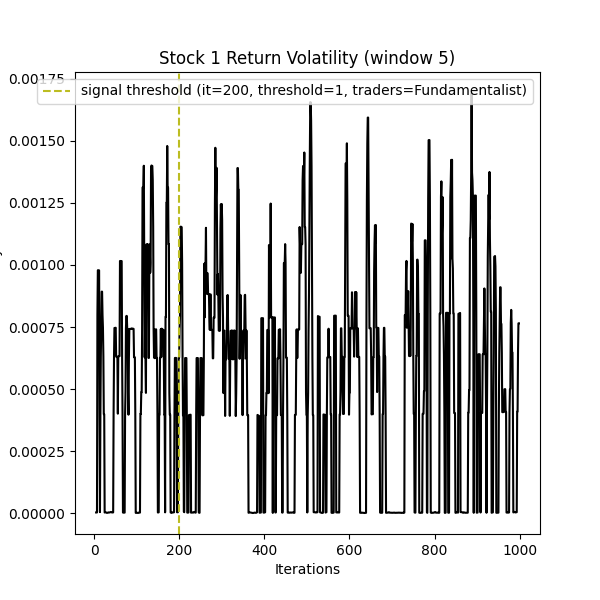 Stock 1 Return Volatility (window 5)
0.00175
signal threshold (it=200, threshold=1, traders=Fundamentalist)
0.00150
0.00125
0.00100
0.00075
0.00050
0.00025
0.00000
0 200 400 600 800 1000
Iterations